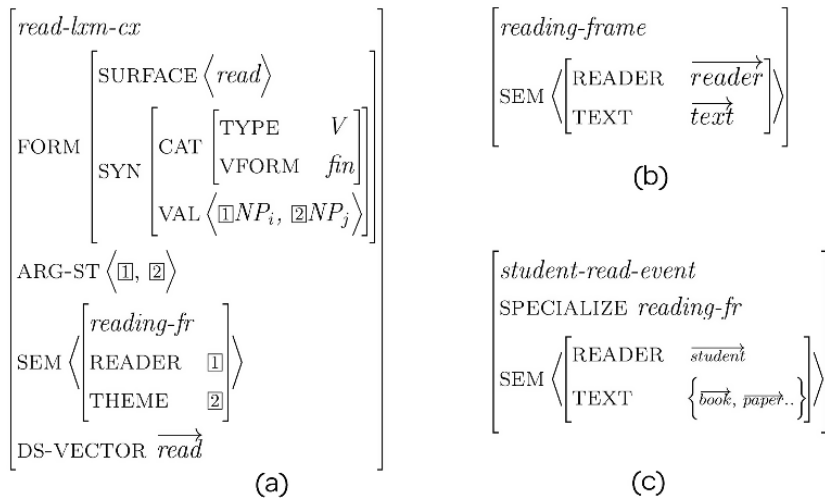 read-lxm-cx
SURFACE ⟨read⟩
FORM
SYN
CAT
TYPE V
VFORM fin
VAL ⟨1NPi, 2NPj⟩
ARG-ST ⟨1, 2⟩
SEM
reading-fr
READER 1
THEME 2
DS-VECTOR read
(a)
reading-frame
SEM
READER reader
TEXT text
(b)
student-read-event
SPECIALIZE reading-fr
SEM
READER student
TEXT {book, paper..}
(c)